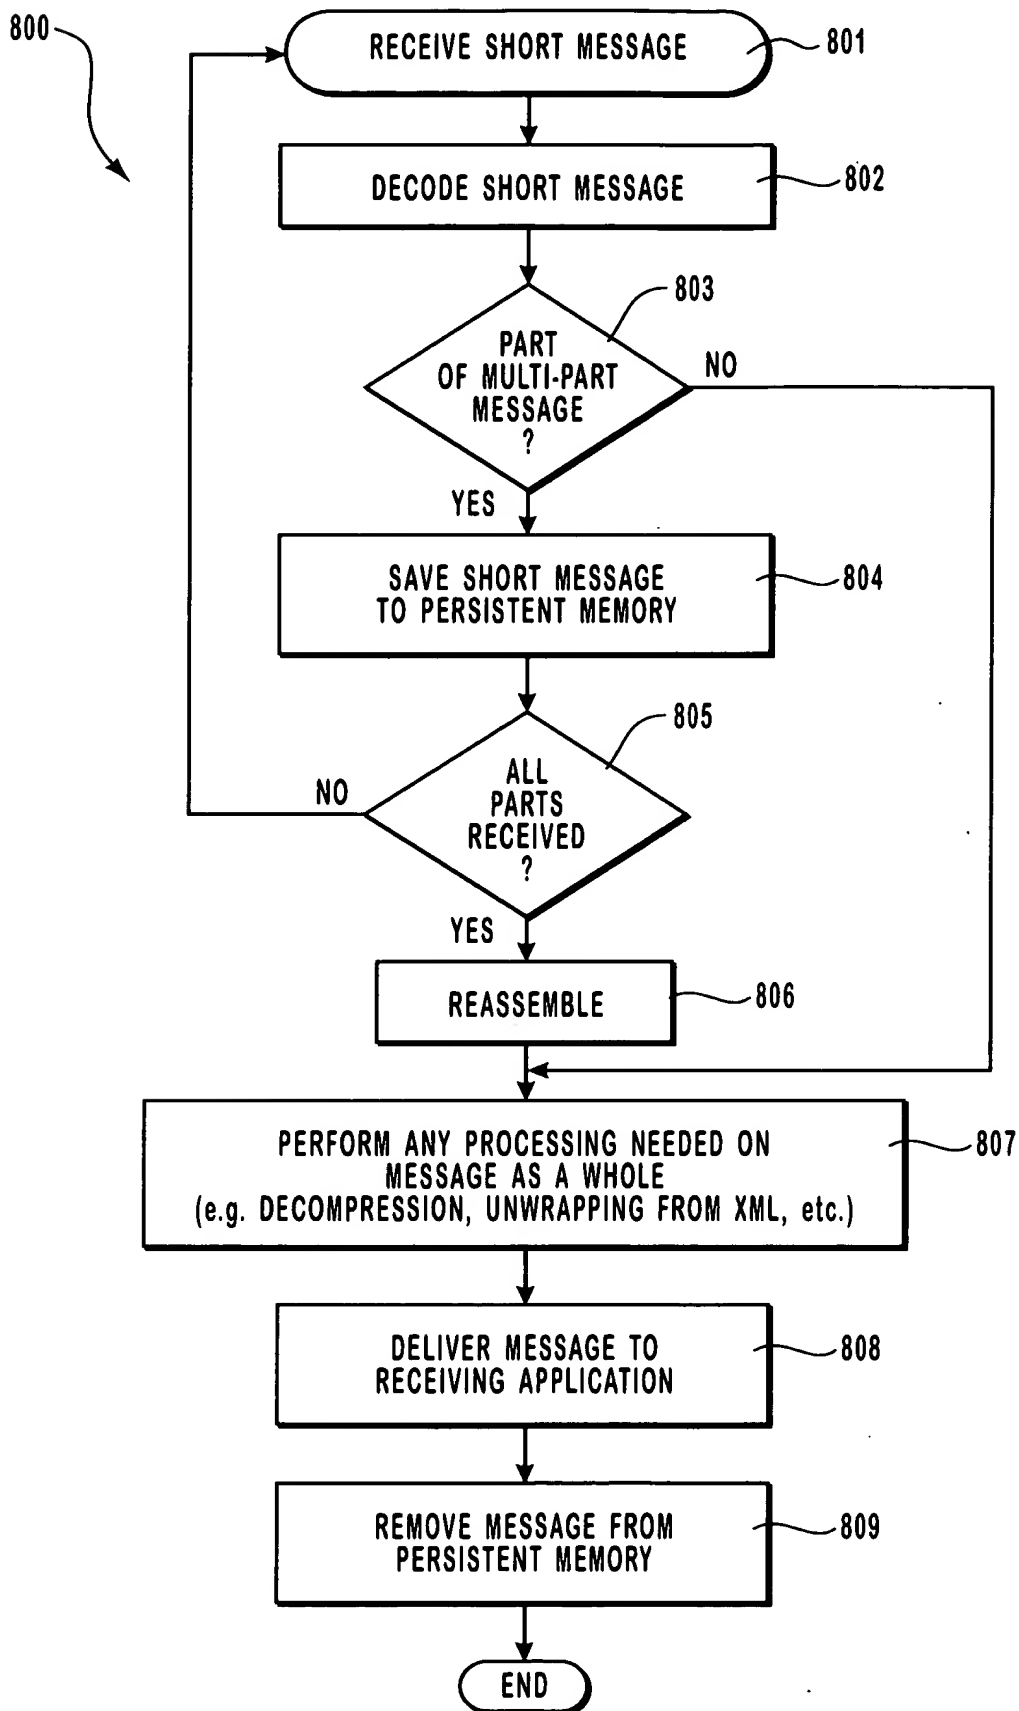 800
RECEIVE SHORT MESSAGE
801
DECODE SHORT MESSAGE
802
803
PART
OF MULTI-PART
MESSAGE
?
NO
YES
SAVE SHORT MESSAGE
TO PERSISTENT MEMORY
804
805
ALL
PARTS
RECEIVED
?
NO
YES
REASSEMBLE
806
PERFORM ANY PROCESSING NEEDED ON
MESSAGE AS A WHOLE
(e.g. DECOMPRESSION, UNWRAPPING FROM XML, etc.)
807
DELIVER MESSAGE TO
RECEIVING APPLICATION
808
REMOVE MESSAGE FROM
PERSISTENT MEMORY
809
END